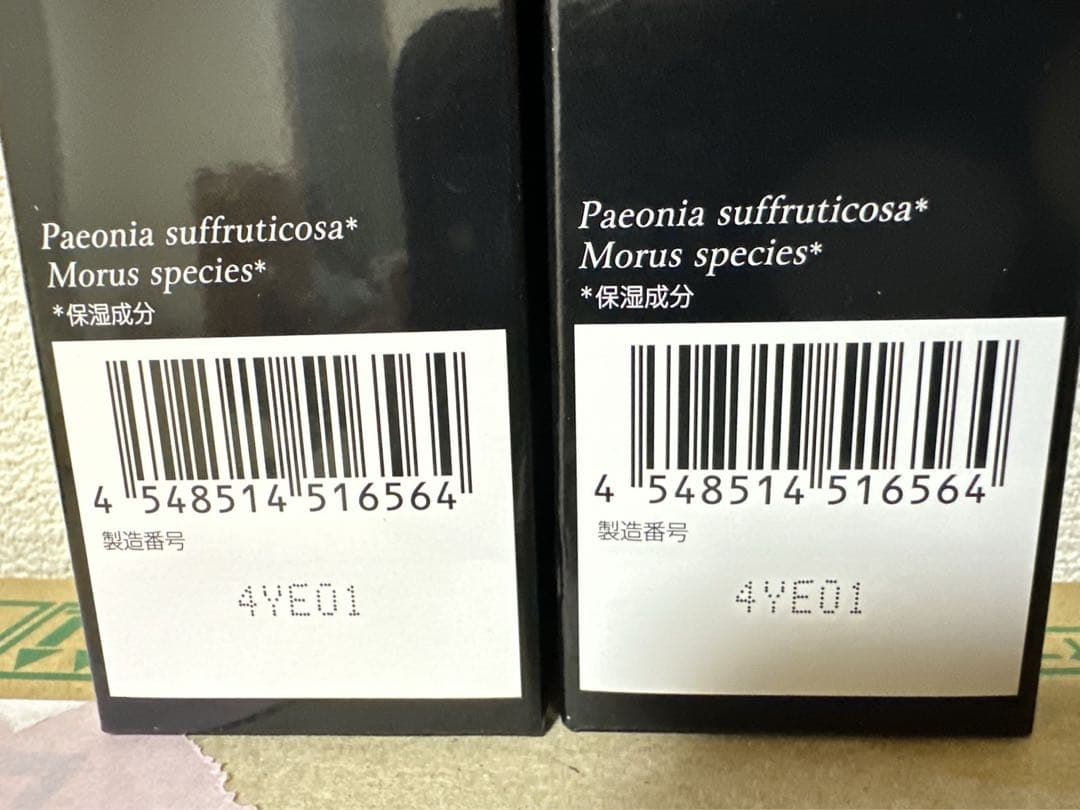 Paeonia suffruticosa*
Morus species*
*保湿成分
4 548514 516564
製造番号
4YE01
Paeonia suffruticosa*
Morus species*
*保湿成分
4 548514 516564
製造番号
4YE01